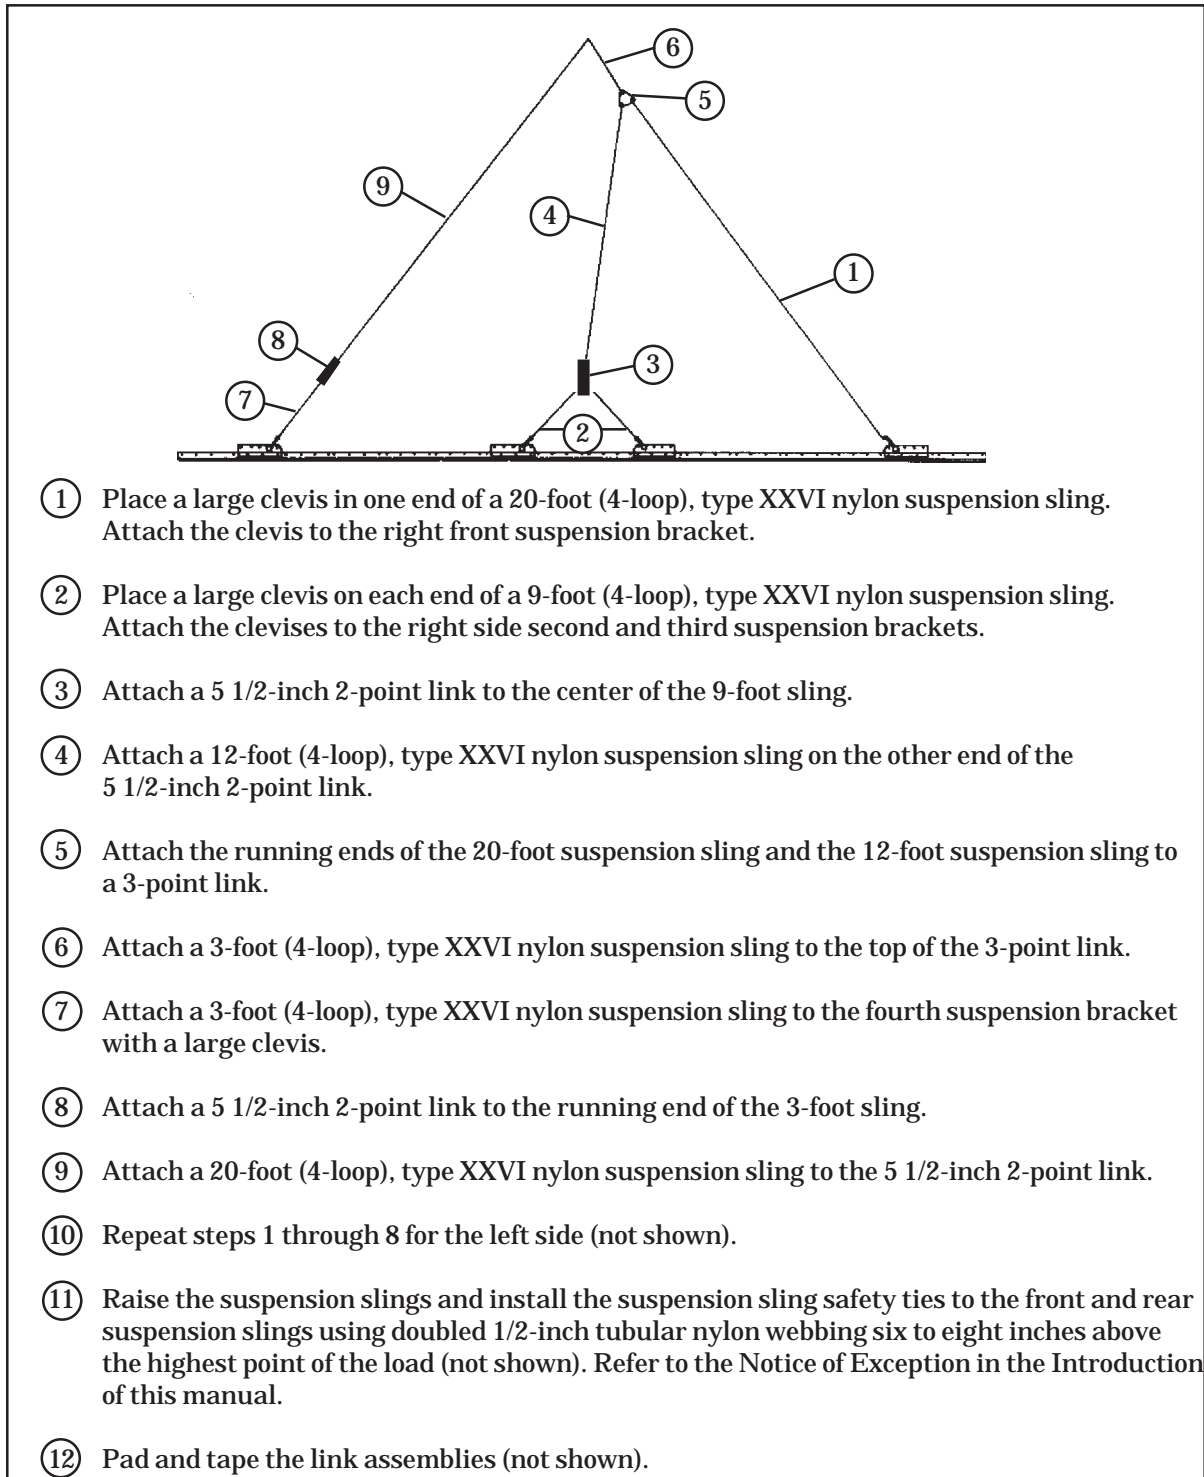 6
5
9
4
1
8
3
7
2
1 Place a large clevis in one end of a 20-foot (4-loop), type XXVI nylon suspension sling.
Attach the clevis to the right front suspension bracket.
2 Place a large clevis on each end of a 9-foot (4-loop), type XXVI nylon suspension sling.
Attach the clevises to the right side second and third suspension brackets.
3 Attach a 5 1/2-inch 2-point link to the center of the 9-foot sling.
4 Attach a 12-foot (4-loop), type XXVI nylon suspension sling on the other end of the
5 1/2-inch 2-point link.
5 Attach the running ends of the 20-foot suspension sling and the 12-foot suspension sling to
a 3-point link.
6 Attach a 3-foot (4-loop), type XXVI nylon suspension sling to the top of the 3-point link.
7 Attach a 3-foot (4-loop), type XXVI nylon suspension sling to the fourth suspension bracket
with a large clevis.
8 Attach a 5 1/2-inch 2-point link to the running end of the 3-foot sling.
9 Attach a 20-foot (4-loop), type XXVI nylon suspension sling to the 5 1/2-inch 2-point link.
10 Repeat steps 1 through 8 for the left side (not shown).
11 Raise the suspension slings and install the suspension sling safety ties to the front and rear
suspension slings using doubled 1/2-inch tubular nylon webbing six to eight inches above
the highest point of the load (not shown). Refer to the Notice of Exception in the Introduction
of this manual.
12 Pad and tape the link assemblies (not shown).